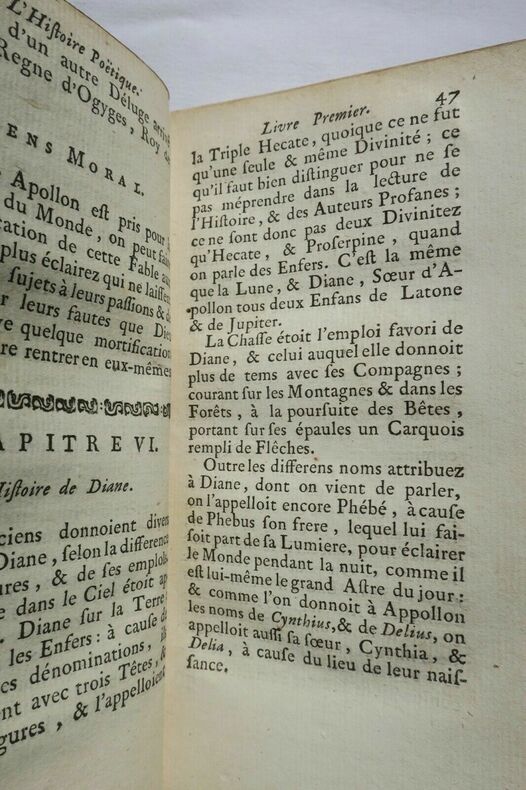 L'Hiſtoire Poëtique.
d'un autre Déluge arrivé
Regne d'Ogyges, Roy de
ENS MORAL.
Apollon eſt pris pour
du Monde, on peut faire
cation de cette Fable aux
plus éclairez qui ne laiſſent
ſujets à leurs paſſions & à
r leurs fautes que Dieu
ve quelque mortification
re rentrer en eux-mêmes
APITRE VI.
Hiſtoire de Diane.
ciens donnoient divers
Diane, ſelon la difference
ures, & de ſes emplois
e dans le Ciel étoit ap
. Diane ſur la Terre
les Enfers: à cauſe de
es dénominations, ils
nt avec trois Têtes, &
gures, & l'appelloient
Livre Premier. 47
la Triple Hecate, quoique ce ne fut
qu'une ſeule & même Divinité; ce
qu'il faut bien diſtinguer pour ne ſe
pas méprendre dans la lecture de
l'Hiſtoire, & des Auteurs Profanes;
ce ne ſont donc pas deux Divinitez
qu'Hecate, & Proſerpine, quand
on parle des Enfers. C'eſt la même
que la Lune, & Diane, Sœur d'A-
pollon tous deux Enfans de Latone
& de Jupiter.
La Chaſſe étoit l'emploi favori de
Diane, & celui auquel elle donnoit
plus de tems avec ſes Compagnes;
courant ſur les Montagnes & dans les
Forêts, à la pourſuite des Bêtes,
portant ſur ſes épaules un Carquois
rempli de Flêches.
Outre les differens noms attribuez
à Diane, dont on vient de parler,
on l'appelloit encore Phébé, à cauſe
de Phebus ſon frere, lequel lui fai-
ſoit part de ſa Lumiere, pour éclairer
le Monde pendant la nuit, comme il
eſt lui-même le grand Aſtre du jour:
& comme l'on donnoit à Appollon
les noms de Cynthius, & de Delius, on
appelloit auſſi ſa ſœur, Cynthia, &
Delia, à cauſe du lieu de leur naiſ-
ſance.